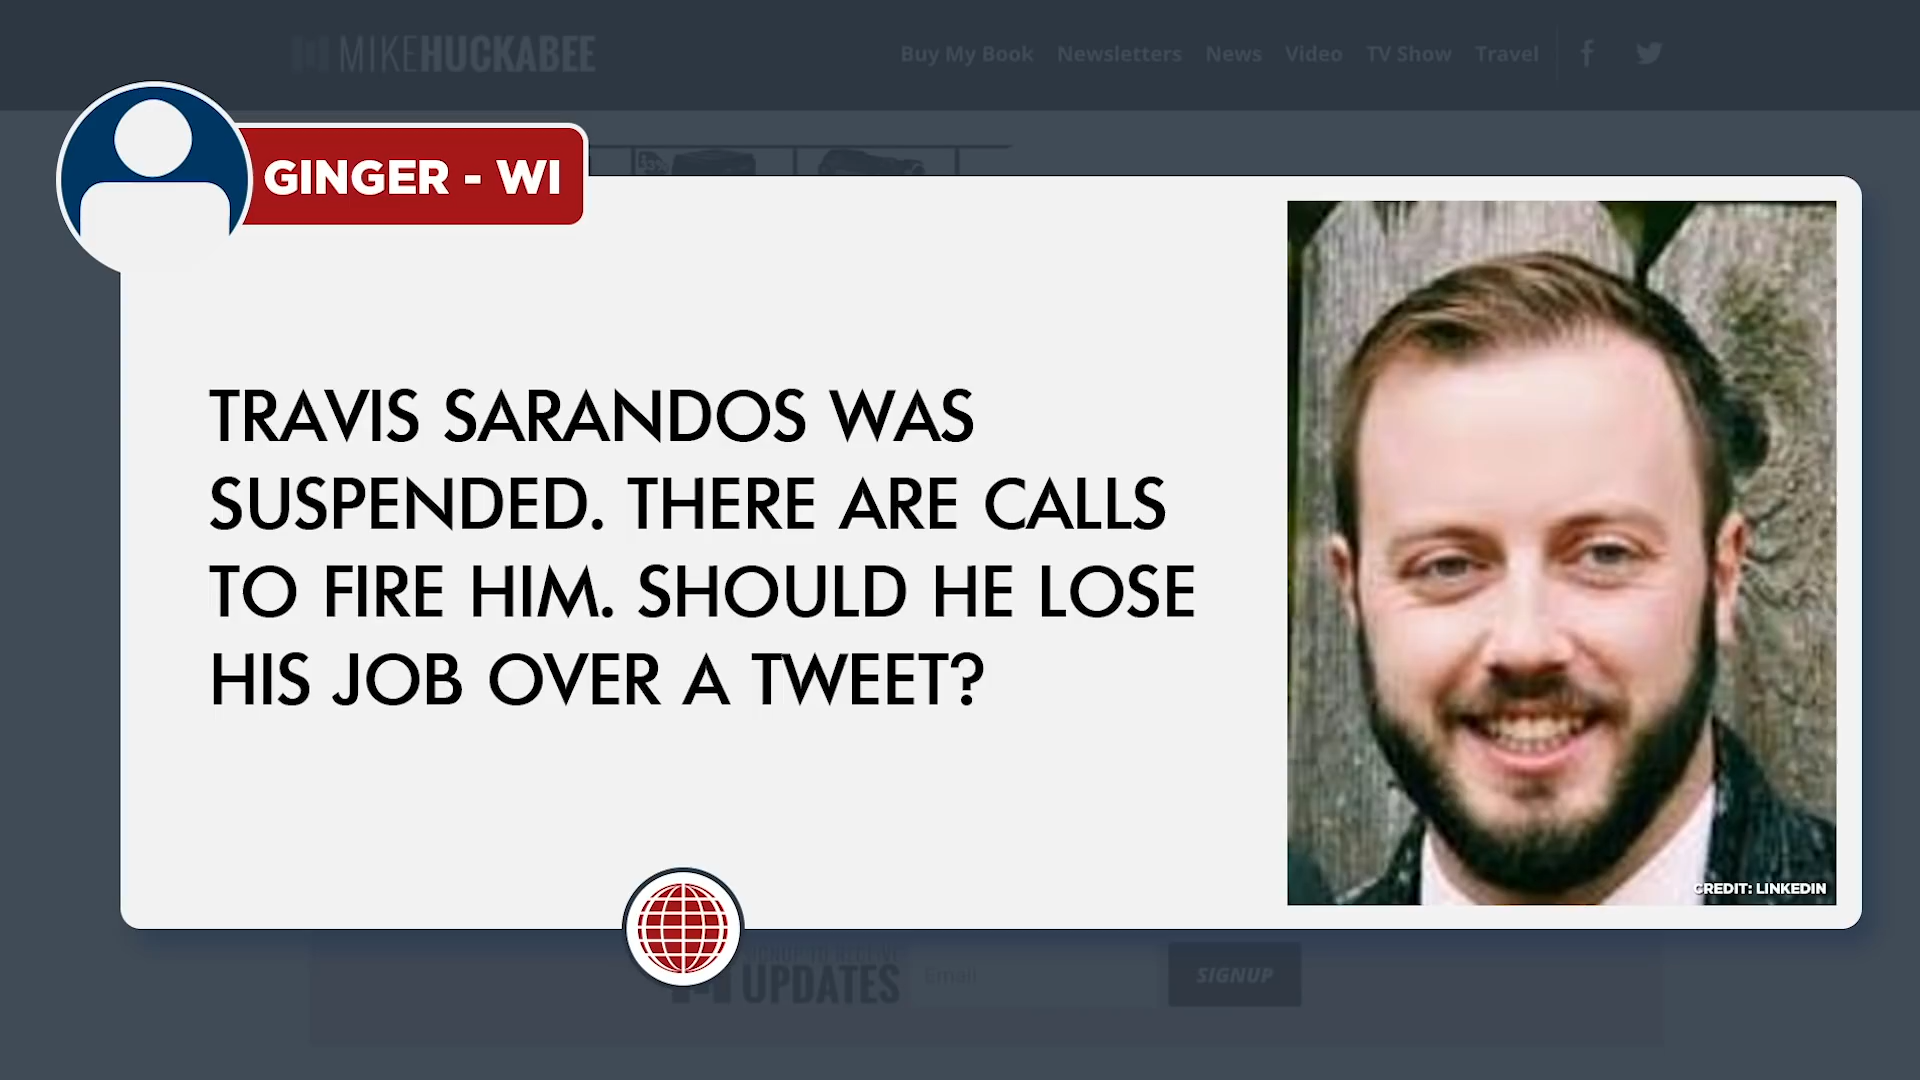 MIKEHUCKABEE
Buy My Book Newsletters News Video TV Show Travel
GINGER - WI
TRAVIS SARANDOS WAS
SUSPENDED. THERE ARE CALLS
TO FIRE HIM. SHOULD HE LOSE
HIS JOB OVER A TWEET?
CREDIT: LINKEDIN
UPDATES
Email
SIGNUP